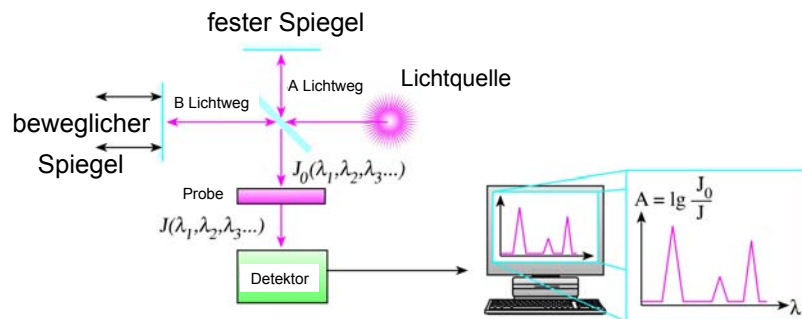 fester Spiegel
A Lichtweg
Lichtquelle
B Lichtweg
beweglicher
Spiegel
J₀(λ₁,λ₂,λ₃...)
Probe
J(λ₁,λ₂,λ₃...)
Detektor
A = lg J₀/J
λ